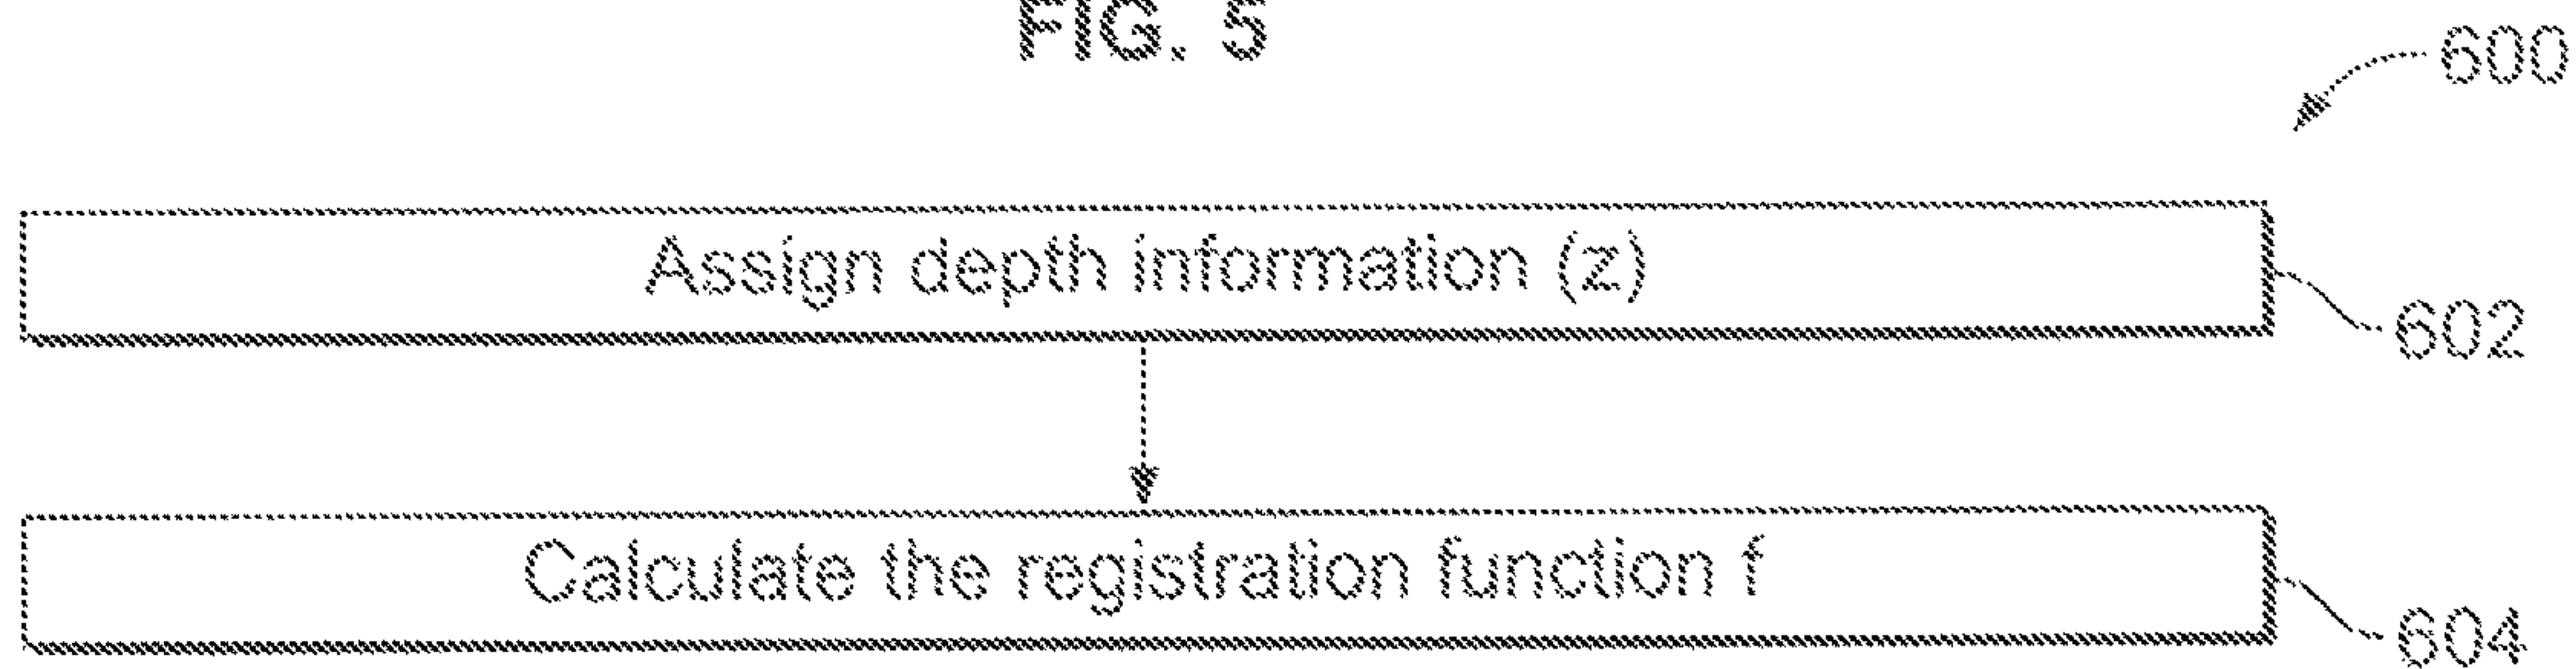 FIG. 5
600
Assign depth information (z)
602
Calculate the registration function f
604